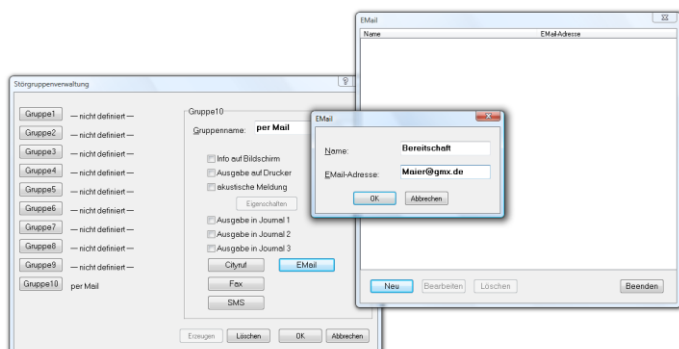 EMail
Name EMail-Adresse
Störgruppenverwaltung
Gruppe1 --- nicht definiert ---
Gruppe2 --- nicht definiert ---
Gruppe3 --- nicht definiert ---
Gruppe4 --- nicht definiert ---
Gruppe5 --- nicht definiert ---
Gruppe6 --- nicht definiert ---
Gruppe7 --- nicht definiert ---
Gruppe8 --- nicht definiert ---
Gruppe9 --- nicht definiert ---
Gruppe10 per Mail
Gruppe10
Gruppenname: per Mail
Info auf Bildschirm
Ausgabe auf Drucker
akustische Meldung
Eigenschaften
Ausgabe in Journal 1
Ausgabe in Journal 2
Ausgabe in Journal 3
Cityruf EMail
Fax
SMS
Erzeugen Löschen OK Abbrechen
EMail
Name: Bereitschaft
EMail-Adresse: Maier@gmx.de
OK Abbrechen
Neu Bearbeiten Löschen Beenden